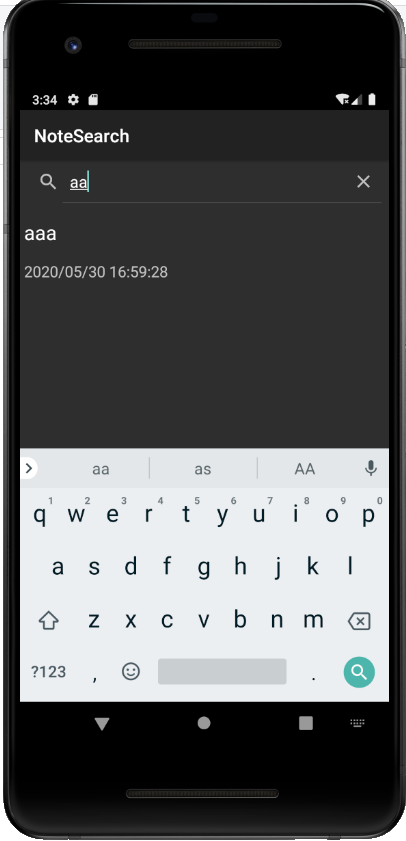 3:34
NoteSearch
aa
aaa
2020/05/30 16:59:28
aa as AA
1 2 3 4 5 6 7 8 9 0
q w e r t y u i o p
a s d f g h j k l
z x c v b n m
?123 , .